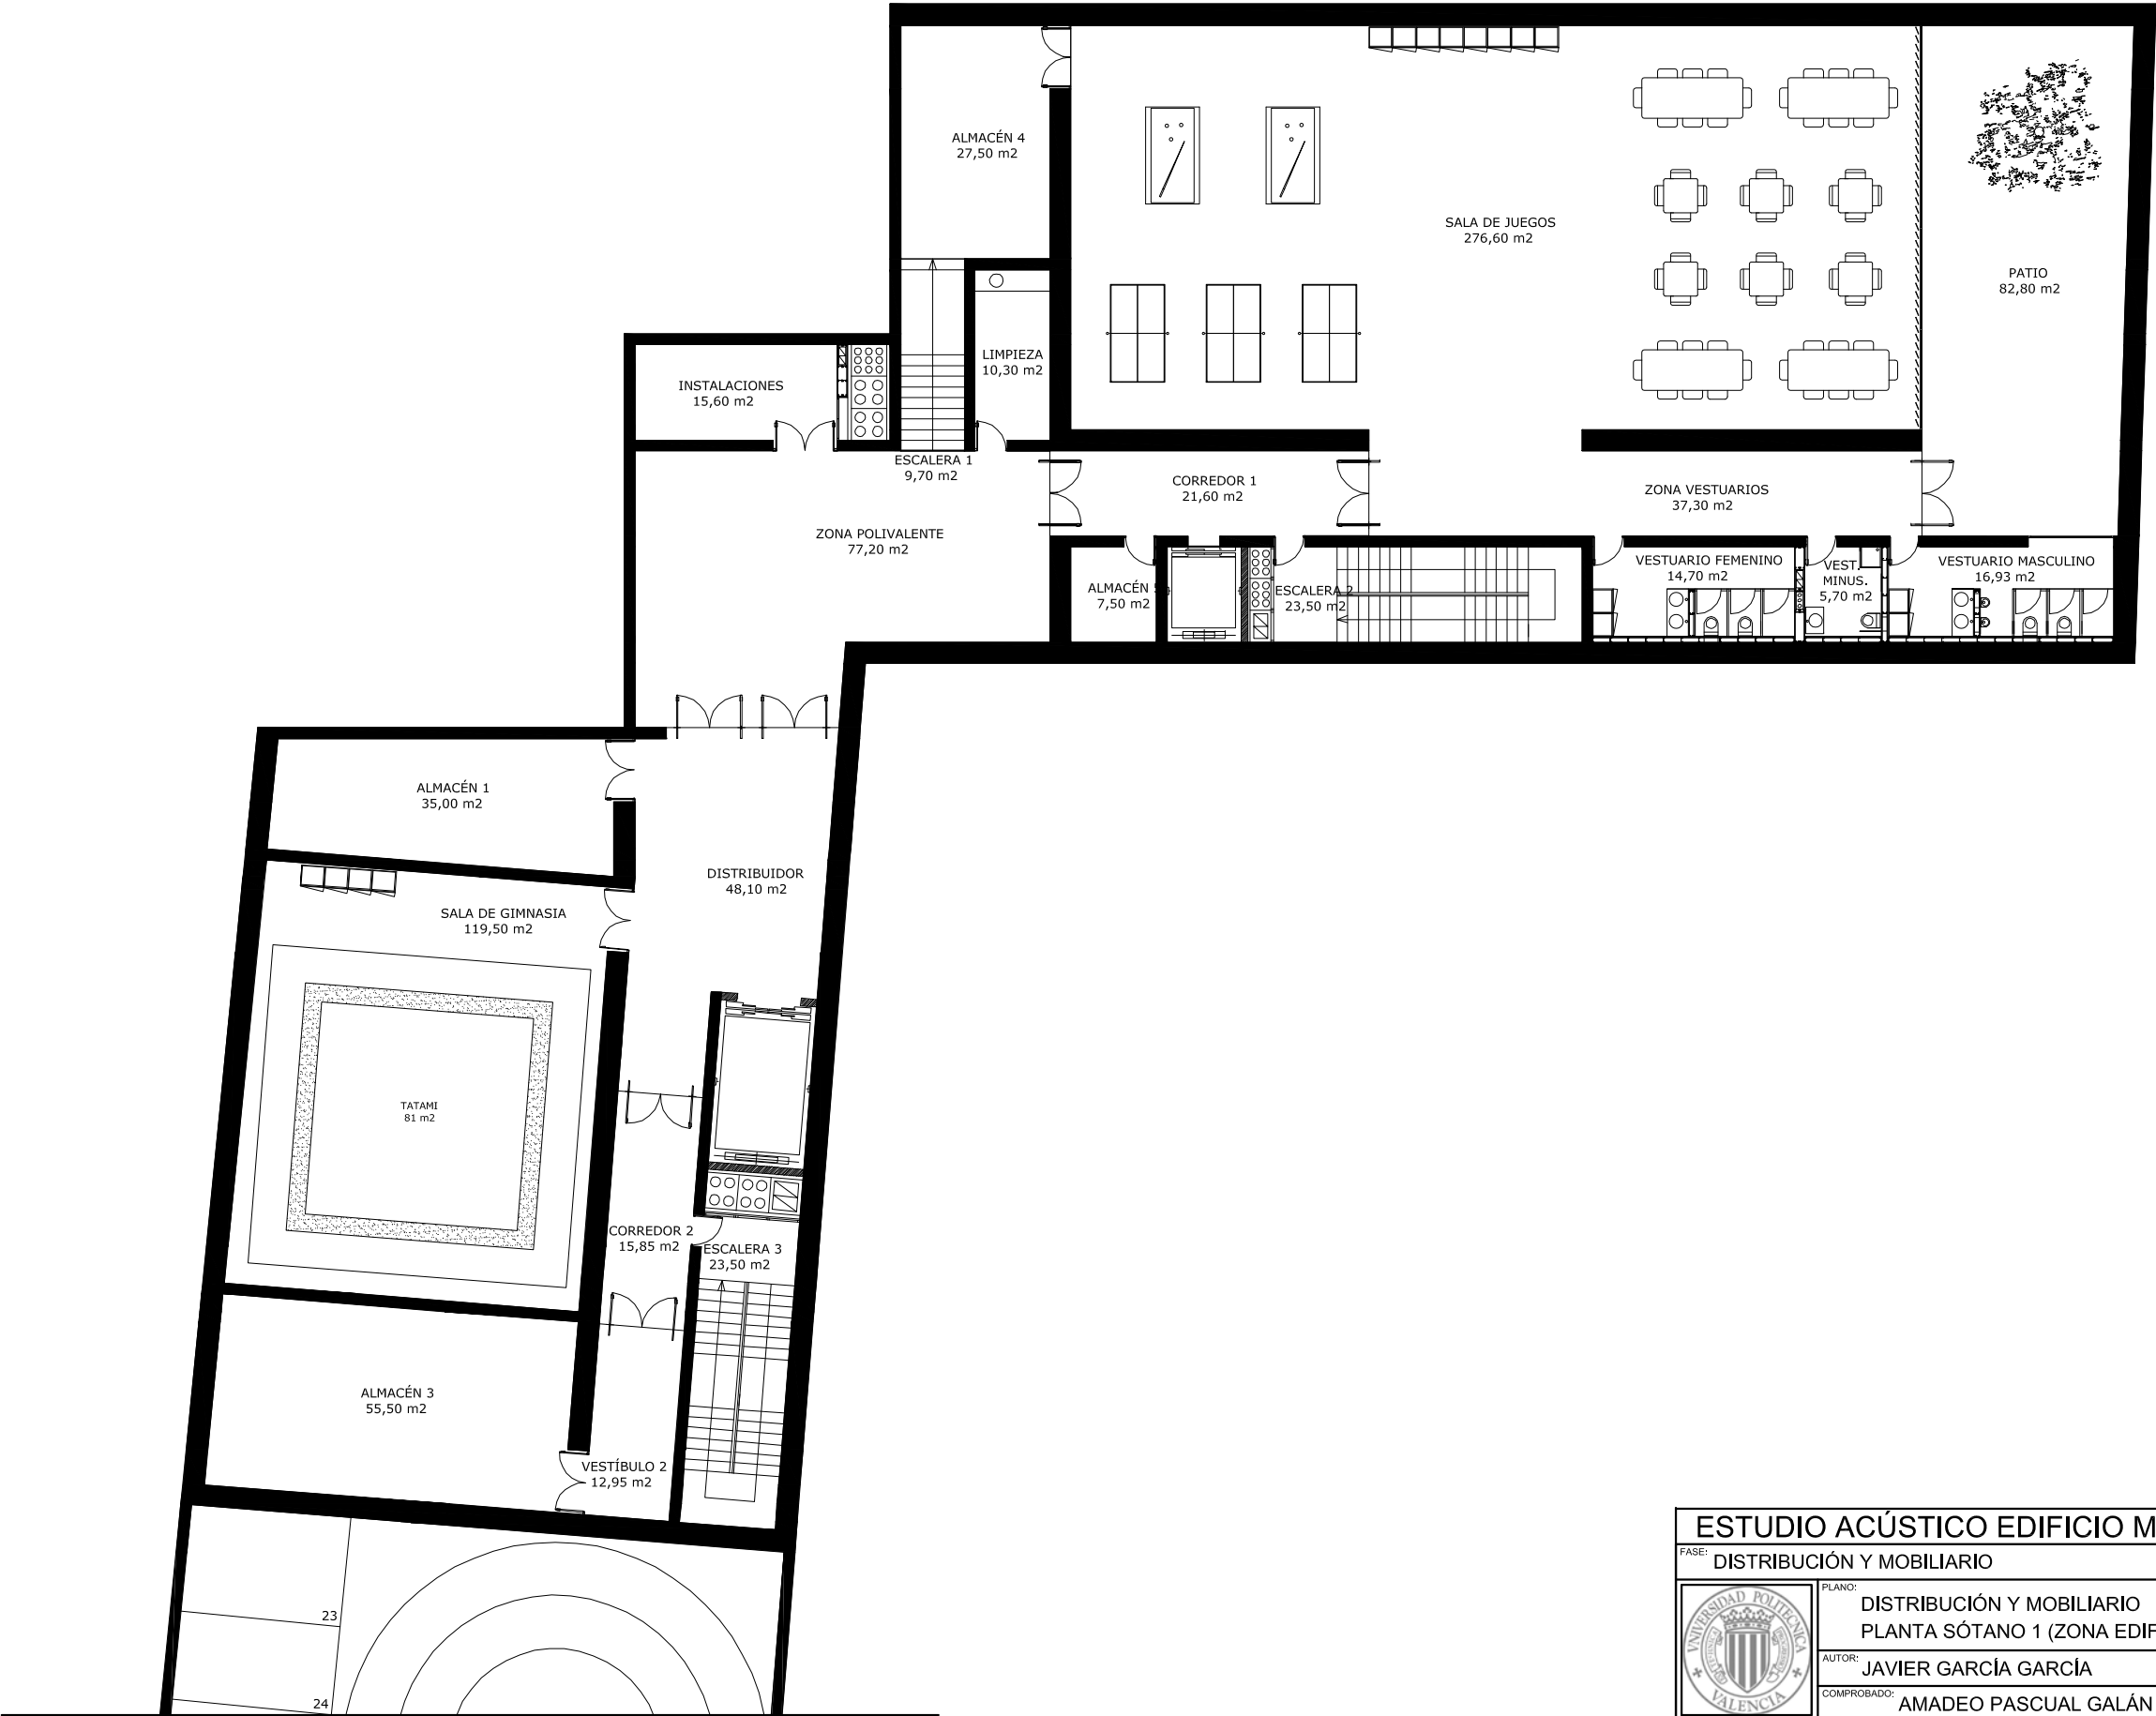 ALMACÉN 4
27,50 m2
SALA DE JUEGOS
276,60 m2
PATIO
82,80 m2
LIMPIEZA
10,30 m2
INSTALACIONES
15,60 m2
ESCALERA 1
9,70 m2
CORREDOR 1
21,60 m2
ZONA VESTUARIOS
37,30 m2
ZONA POLIVALENTE
77,20 m2
ALMACÉN
7,50 m2
ESCALERA 2
23,50 m2
VESTUARIO FEMENINO
14,70 m2
VEST.
MINUS.
5,70 m2
VESTUARIO MASCULINO
16,93 m2
ALMACÉN 1
35,00 m2
DISTRIBUIDOR
48,10 m2
SALA DE GIMNASIA
119,50 m2
TATAMI
81 m2
CORREDOR 2
15,85 m2
ESCALERA 3
23,50 m2
ALMACÉN 3
55,50 m2
VESTÍBULO 2
12,95 m2
23
24
ESTUDIO ACÚSTICO EDIFICIO M
FASE: DISTRIBUCIÓN Y MOBILIARIO
PLANO:
DISTRIBUCIÓN Y MOBILIARIO
PLANTA SÓTANO 1 (ZONA EDIF
AUTOR: JAVIER GARCÍA GARCÍA
COMPROBADO: AMADEO PASCUAL GALÁN
VNIVERSIDAD POLITECNICA
VALENCIA